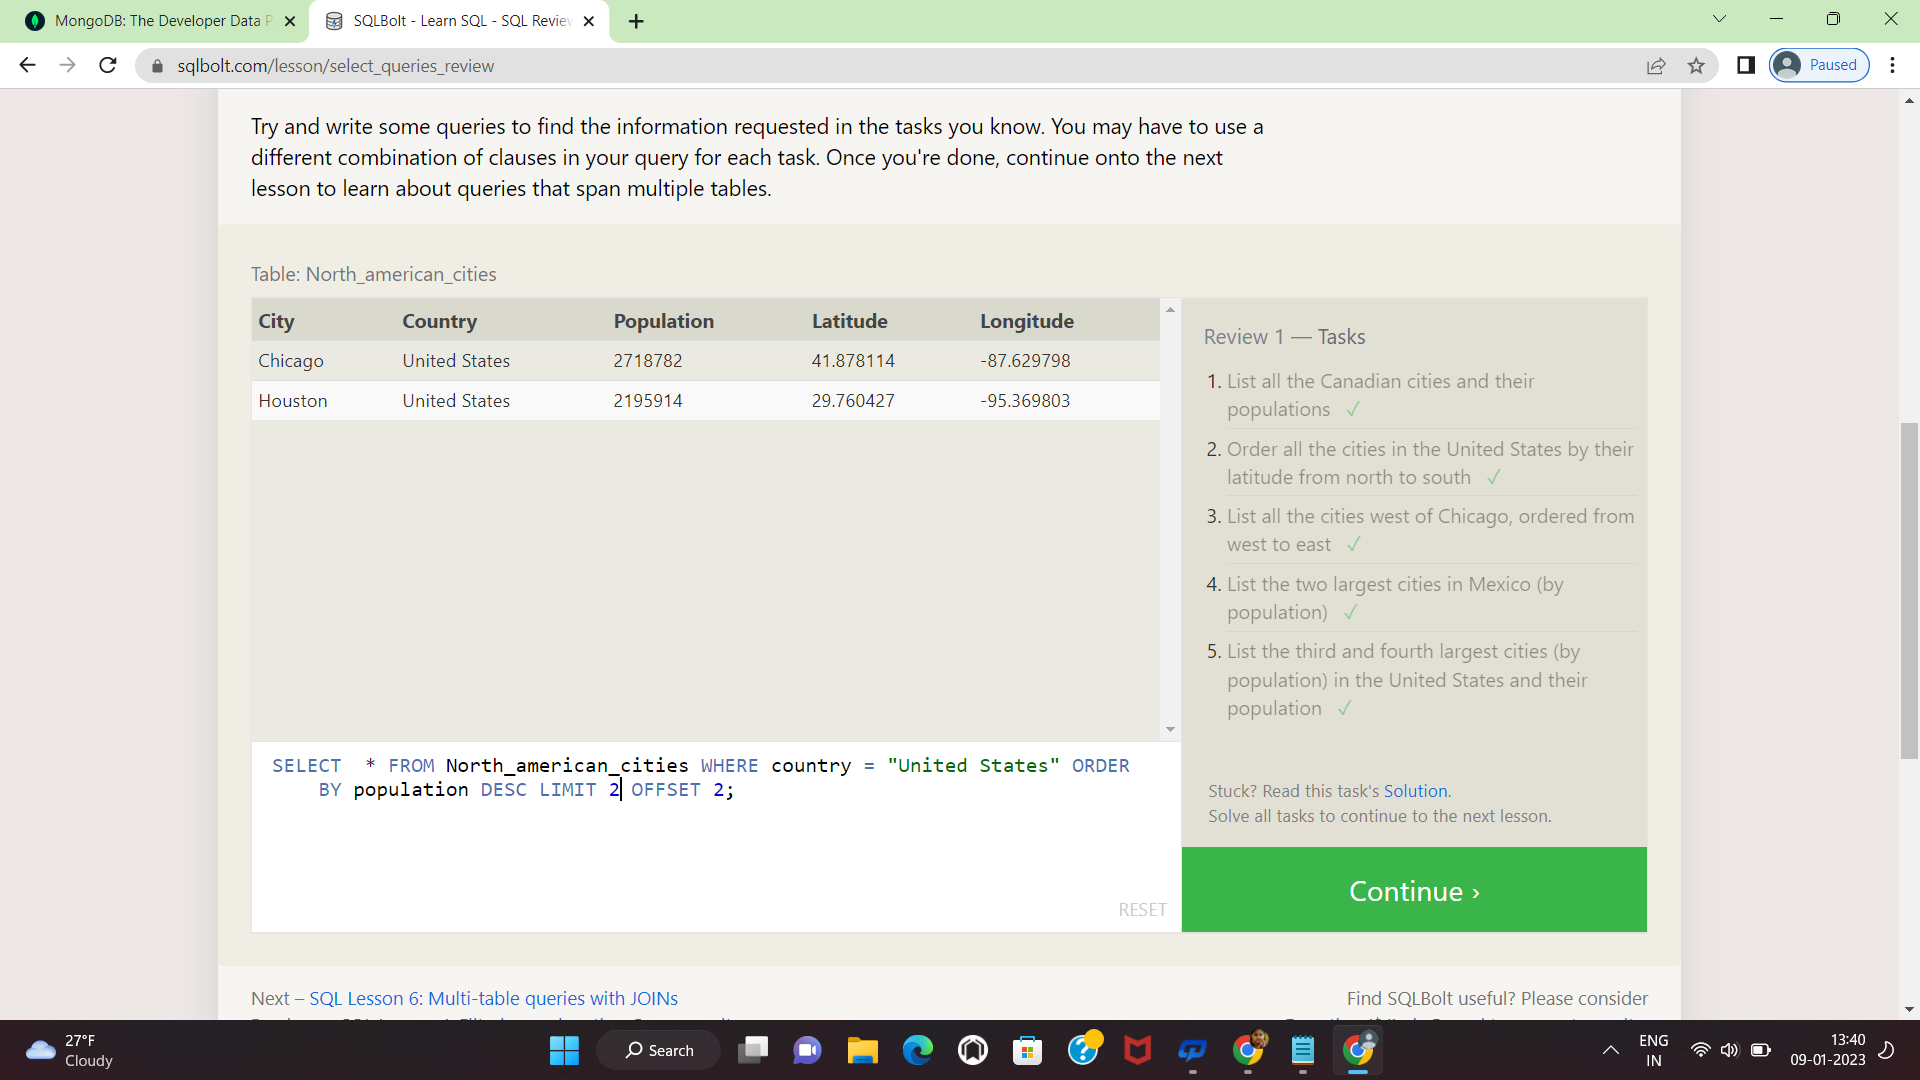 MongoDB: The Developer Data P
SQLBolt - Learn SQL - SQL Review
sqlbolt.com/lesson/select_queries_review
Paused
Try and write some queries to find the information requested in the tasks you know. You may have to use a
different combination of clauses in your query for each task. Once you're done, continue onto the next
lesson to learn about queries that span multiple tables.
Table: North_american_cities
City Country Population Latitude Longitude
Chicago United States 2718782 41.878114 -87.629798
Houston United States 2195914 29.760427 -95.369803
Review 1 — Tasks
1. List all the Canadian cities and their
populations ✓
2. Order all the cities in the United States by their
latitude from north to south ✓
3. List all the cities west of Chicago, ordered from
west to east ✓
4. List the two largest cities in Mexico (by
population) ✓
5. List the third and fourth largest cities (by
population) in the United States and their
population ✓
SELECT  * FROM North_american_cities WHERE country = "United States" ORDER
BY population DESC LIMIT 2 OFFSET 2;
RESET
Stuck? Read this task's Solution.
Solve all tasks to continue to the next lesson.
Continue ›
Next – SQL Lesson 6: Multi-table queries with JOINs
Find SQLBolt useful? Please consider
27°F
Cloudy
Search
ENG
IN
13:40
09-01-2023